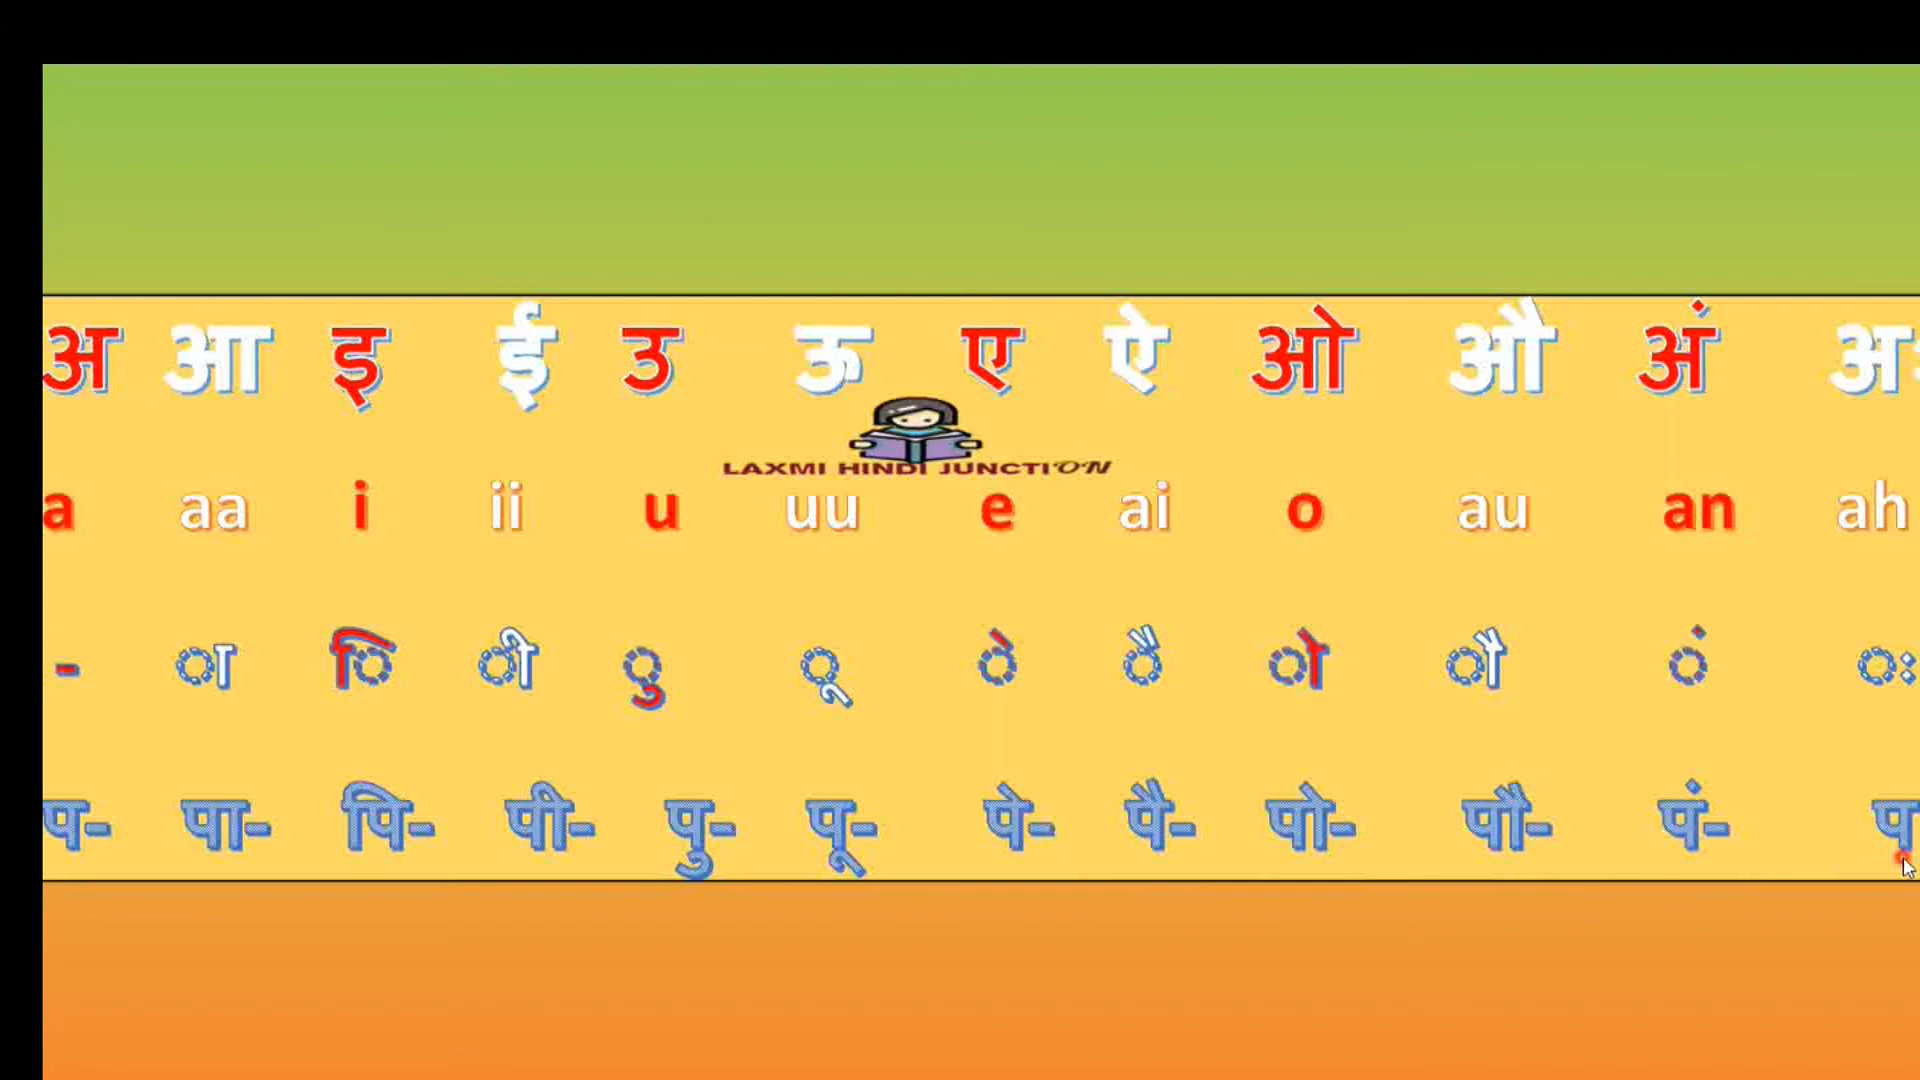 अ आ इ ई उ ऊ ए ऐ ओ औ अं अः
LAXMI HINDI JUNCTION
a aa i ii u uu e ai o au an ah
- ा ि ी ु ू े ै ो ौ ं ः
प- पा- पि- पी- पु- पू- पे- पै- पो- पौ- पं- प